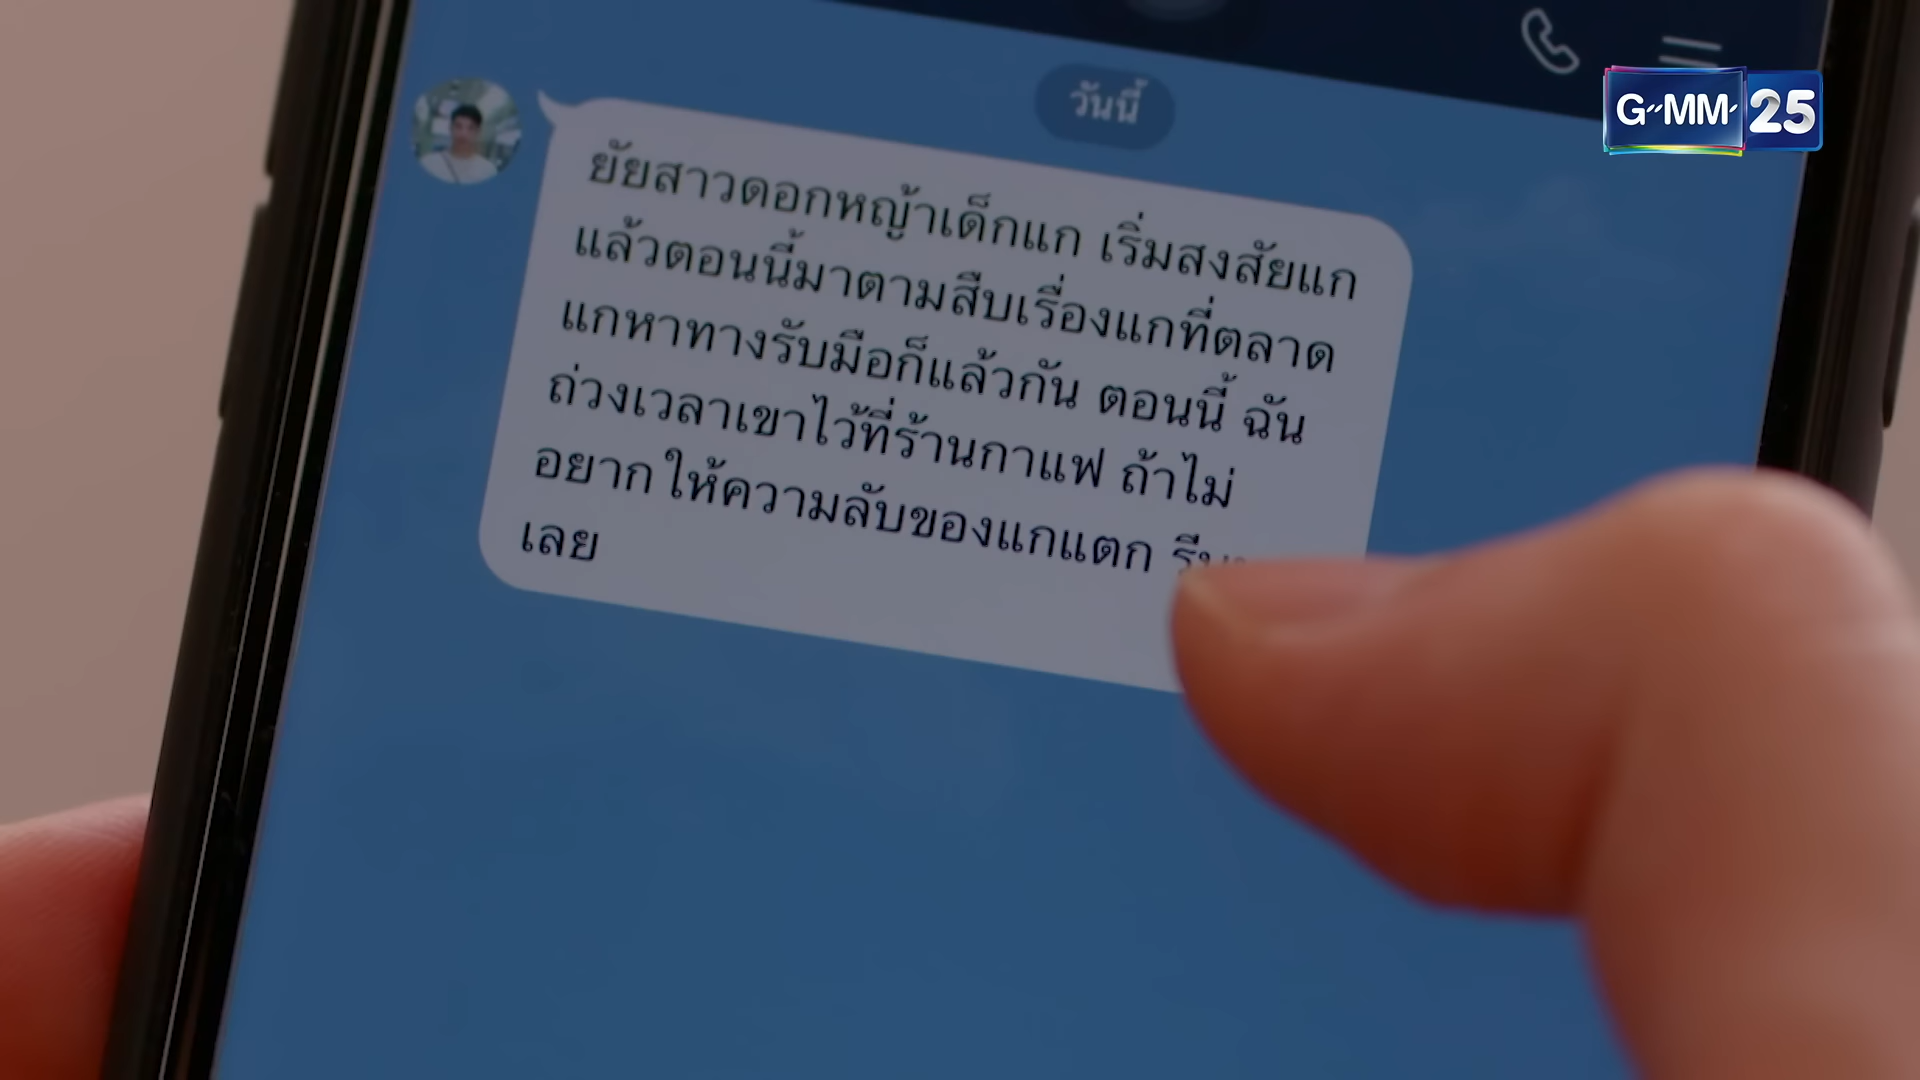 GMM 25
วันนี้
ยัยสาวดอกหญ้าเด็กแก เริ่มสงสัยแก
แล้วตอนนี้มาตามสืบเรื่องแกที่ตลาด
แกหาทางรับมือก็แล้วกัน ตอนนี้ ฉัน
ถ่วงเวลาเขาไว้ที่ร้านกาแฟ ถ้าไม่
อยากให้ความลับของแกแตก
เลย